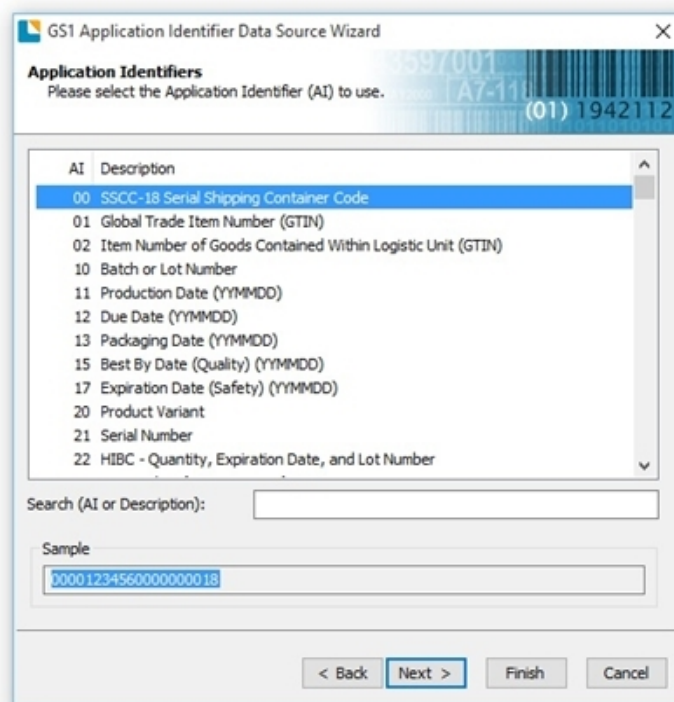 GS1 Application Identifier Data Source Wizard
Application Identifiers
Please select the Application Identifier (AI) to use.
3597001
A7-118
(01) 1942112
AI Description
00 SSCC-18 Serial Shipping Container Code
01 Global Trade Item Number (GTIN)
02 Item Number of Goods Contained Within Logistic Unit (GTIN)
10 Batch or Lot Number
11 Production Date (YYMMDD)
12 Due Date (YYMMDD)
13 Packaging Date (YYMMDD)
15 Best By Date (Quality) (YYMMDD)
17 Expiration Date (Safety) (YYMMDD)
20 Product Variant
21 Serial Number
22 HIBC - Quantity, Expiration Date, and Lot Number
Search (AI or Description):
Sample
00001234560000000018
< Back Next > Finish Cancel